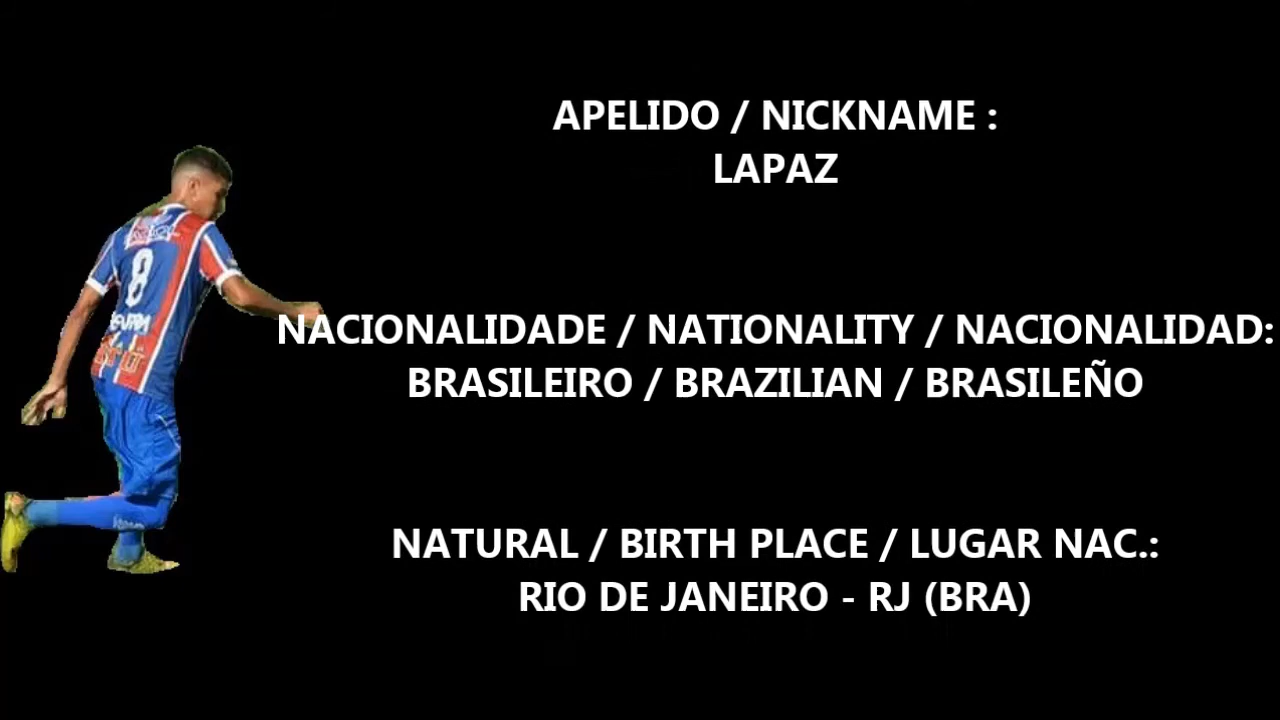 APELIDO / NICKNAME :
LAPAZ
NACIONALIDADE / NATIONALITY / NACIONALIDAD:
BRASILEIRO / BRAZILIAN / BRASILEÑO
NATURAL / BIRTH PLACE / LUGAR NAC.:
RIO DE JANEIRO - RJ (BRA)
8